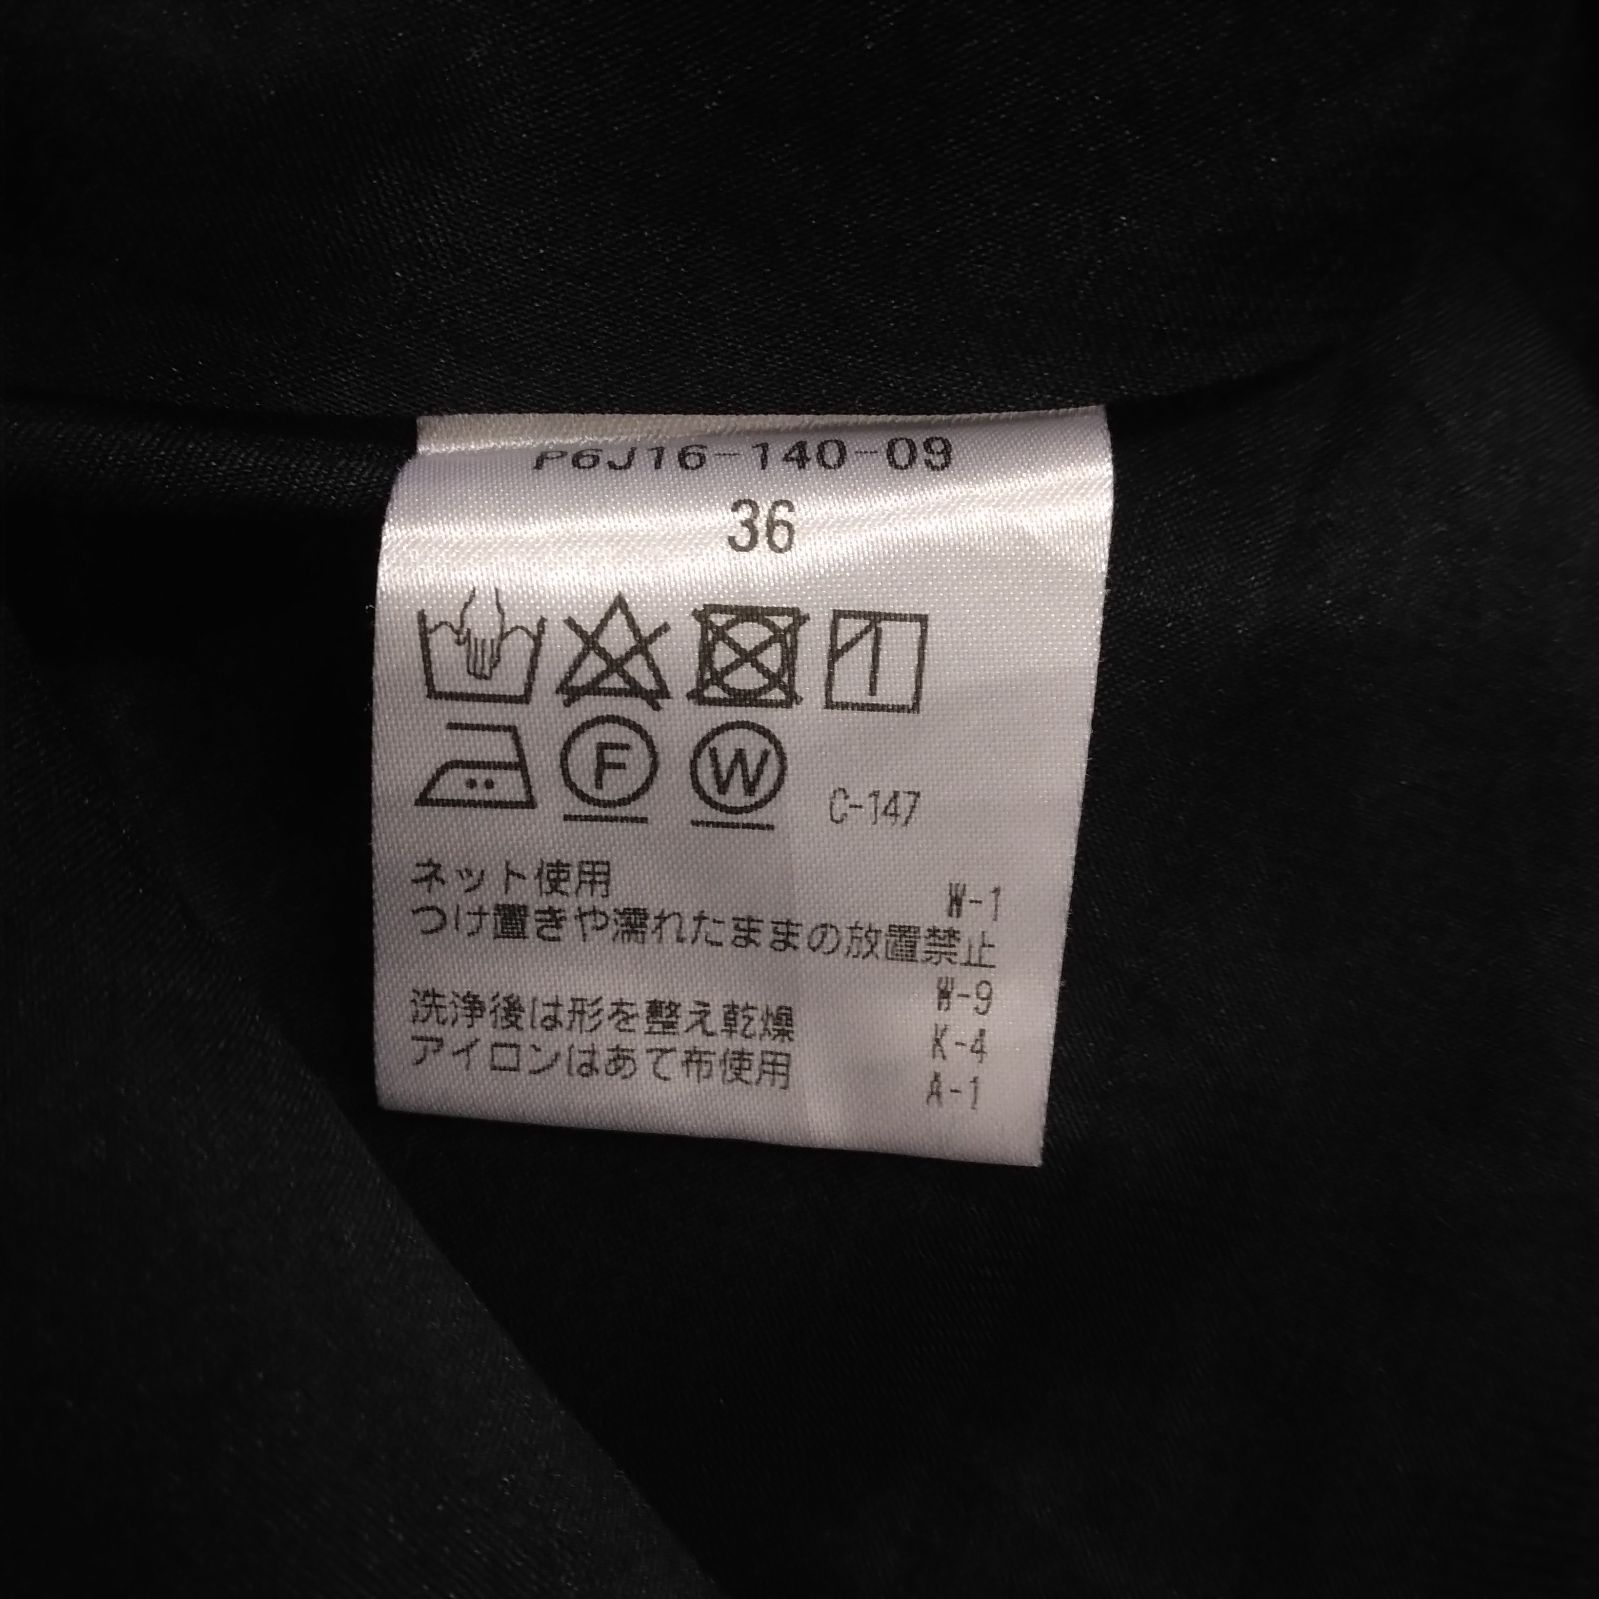 P6J16-140-09
36
F W C-147
ネット使用 W-1
つけ置きや濡れたままの放置禁止
W-9
洗浄後は形を整え乾燥 K-4
アイロンはあて布使用 A-1